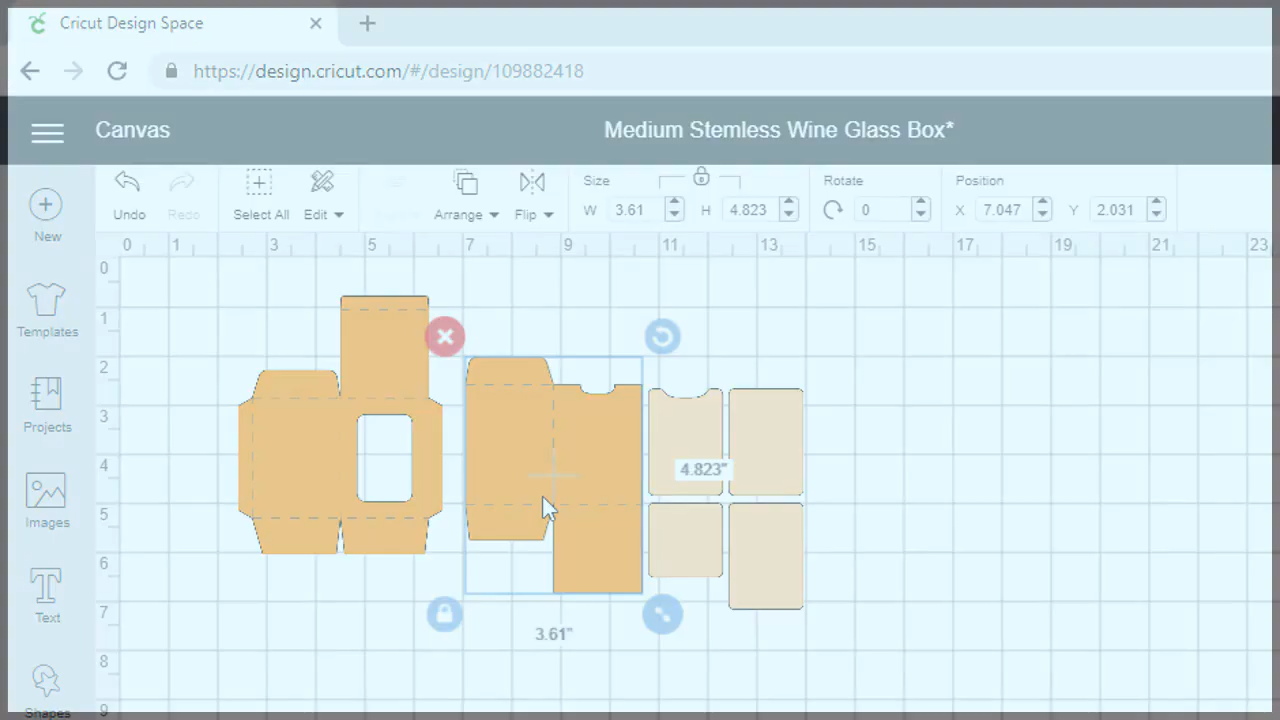 Cricut Design Space
https://design.cricut.com/#/design/109882418
Canvas
Medium Stemless Wine Glass Box*
Undo
Redo
Select All
Edit
Arrange
Flip
Size
W 3.61
H 4.823
Rotate
0
Position
X 7.047
Y 2.031
0 1 3 5 7 9 11 13 15 17 19 21 23
0
1
2
3
4
5
6
7
8
9
New
Templates
Projects
Images
Text
Shapes
4.823"
3.61"